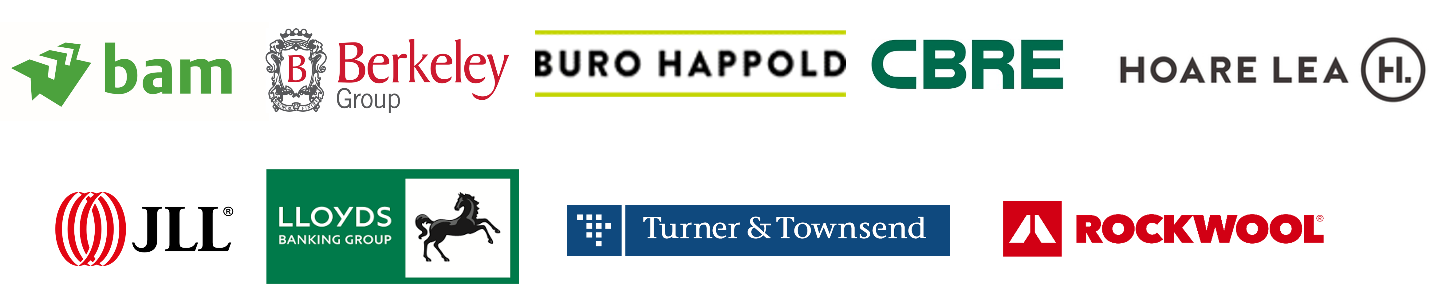 bam
B
Berkeley
Group
BURO HAPPOLD
CBRE
HOARE LEA H.
JLL®
LLOYDS
BANKING GROUP
Turner & Townsend
ROCKWOOL®